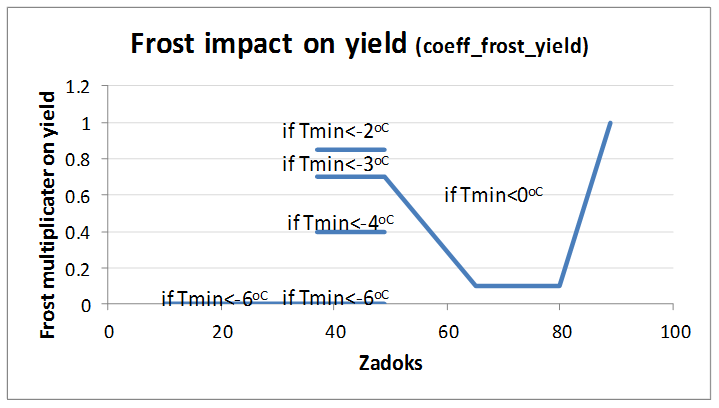 Frost impact on yield (coeff_frost_yield)
Frost multiplicater on yield
1.2
1
0.8
0.6
0.4
0.2
0
if Tmin<-2ºC
if Tmin<-3ºC
if Tmin<0ºC
if Tmin<-4ºC
if Tmin<-6ºC if Tmin<-6ºC
0 20 40 60 80 100
Zadoks